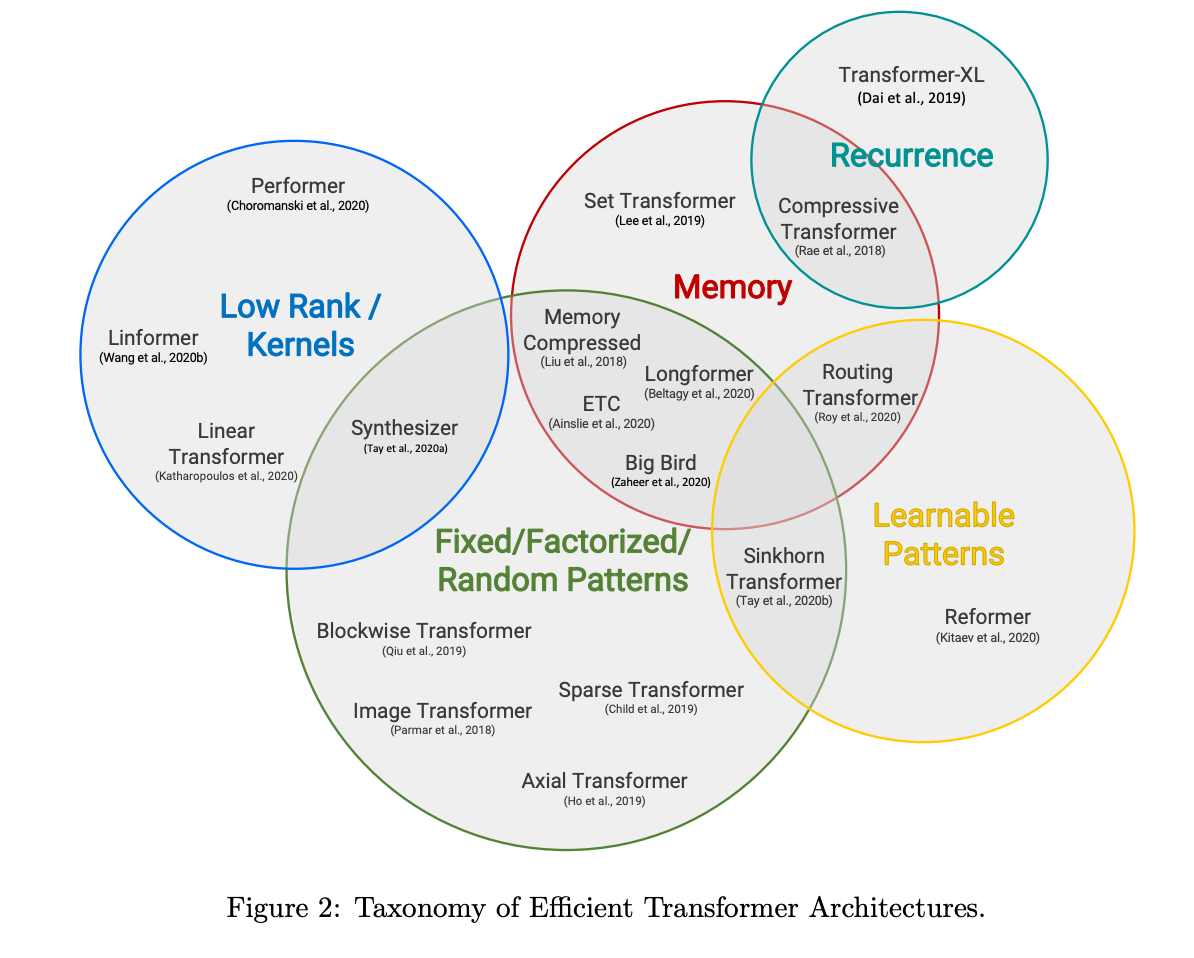 Transformer-XL
(Dai et al., 2019)
Recurrence
Compressive
Transformer
(Rae et al., 2018)
Performer
(Choromanski et al., 2020)
Low Rank /
Kernels
Linformer
(Wang et al., 2020b)
Linear
Transformer
(Katharopoulos et al., 2020)
Synthesizer
(Tay et al., 2020a)
Set Transformer
(Lee et al., 2019)
Memory
Memory
Compressed
(Liu et al., 2018)
Longformer
(Beltagy et al., 2020)
ETC
(Ainslie et al., 2020)
Big Bird
(Zaheer et al., 2020)
Routing
Transformer
(Roy et al., 2020)
Learnable
Patterns
Sinkhorn
Transformer
(Tay et al., 2020b)
Reformer
(Kitaev et al., 2020)
Fixed/Factorized/
Random Patterns
Blockwise Transformer
(Qiu et al., 2019)
Sparse Transformer
(Child et al., 2019)
Image Transformer
(Parmar et al., 2018)
Axial Transformer
(Ho et al., 2019)
Figure 2: Taxonomy of Efficient Transformer Architectures.